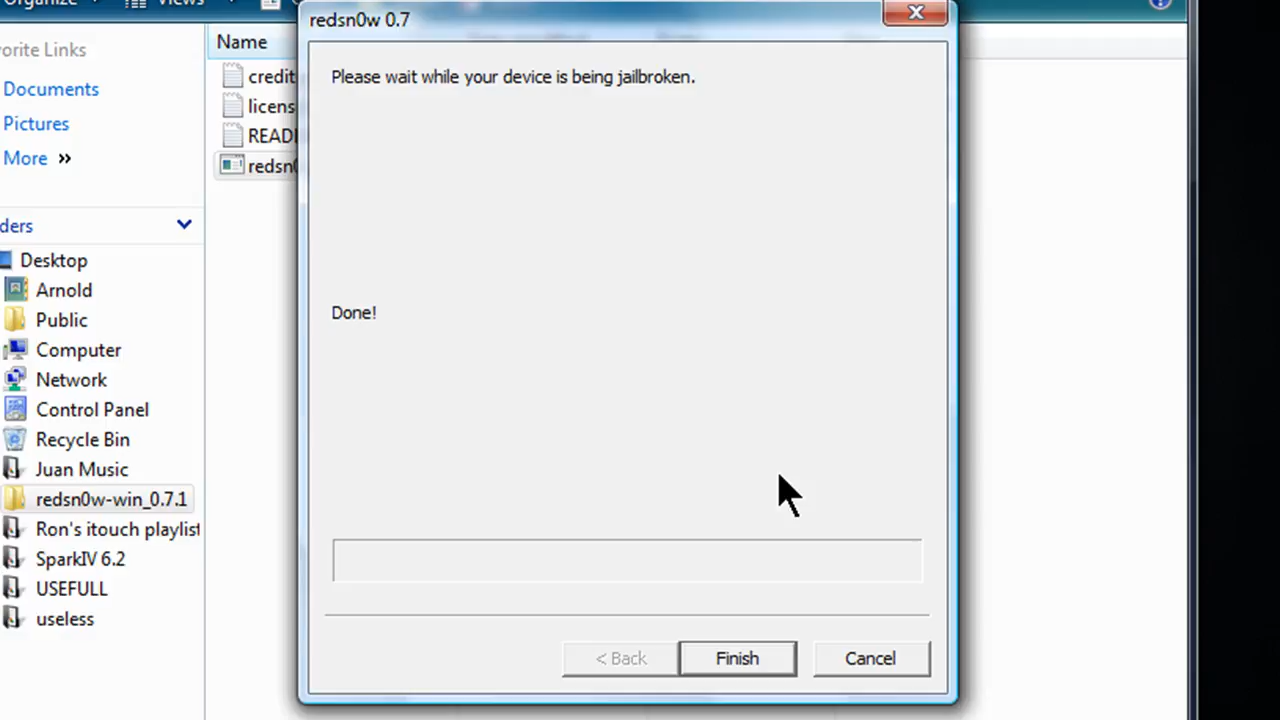 redsn0w 0.7
Views
Name
Favorite Links
Documents
Pictures
More »
credit
licens
READ
redsn0
Please wait while your device is being jailbroken.
Done!
ders
Desktop
Arnold
Public
Computer
Network
Control Panel
Recycle Bin
Juan Music
redsn0w-win_0.7.1
Ron's itouch playlist
SparkIV 6.2
USEFULL
useless
< Back
Finish
Cancel